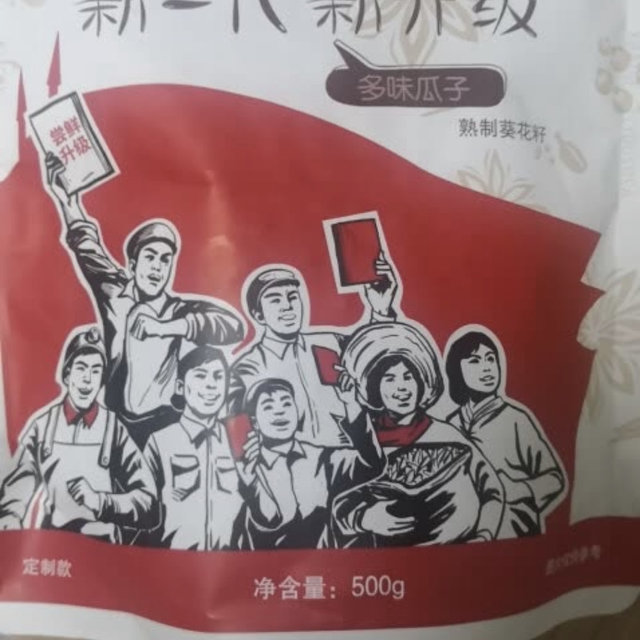 新一代 新升级
多味瓜子
熟制葵花籽
尝鲜
升级
定制款
净含量：500g